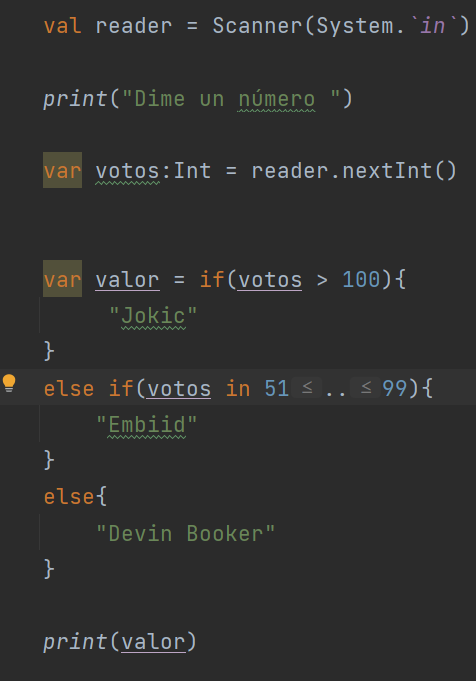 val reader = Scanner(System.`in`)
print("Dime un número ")
var votos:Int = reader.nextInt()
var valor = if(votos > 100){
"Jokic"
}
else if(votos in 51 ≤ .. ≤ 99){
"Embiid"
}
else{
"Devin Booker"
}
print(valor)